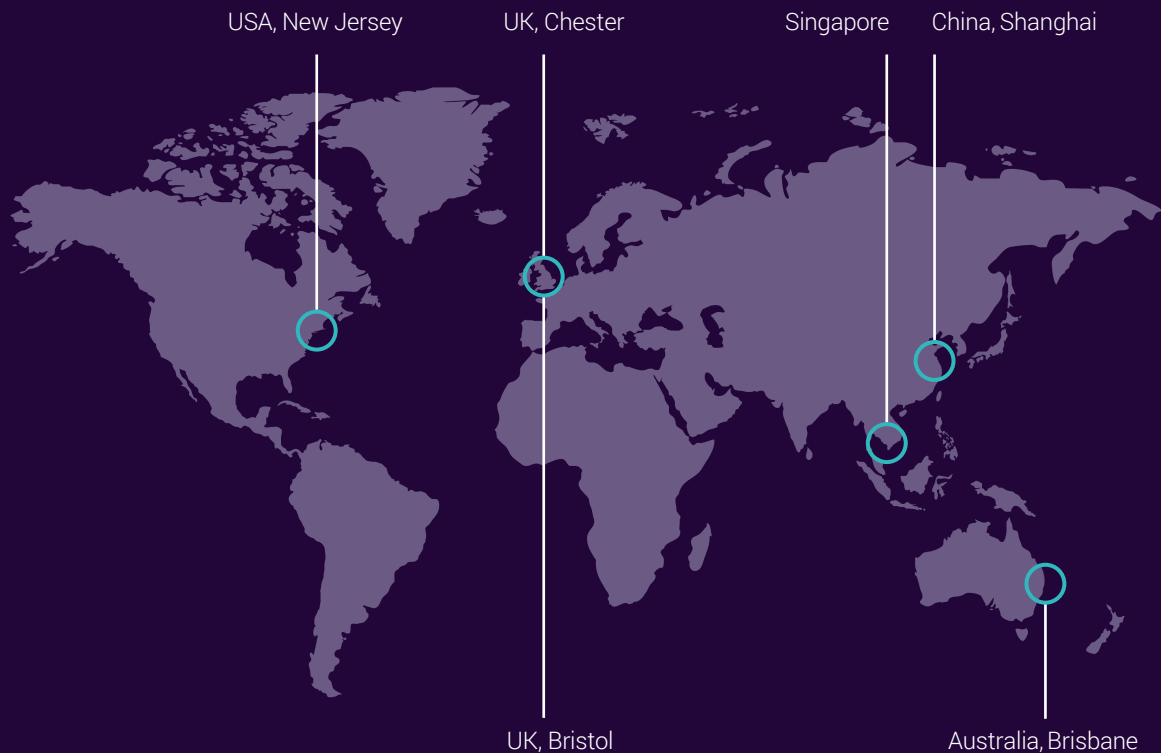 USA, New Jersey
UK, Chester
Singapore
China, Shanghai
UK, Bristol
Australia, Brisbane